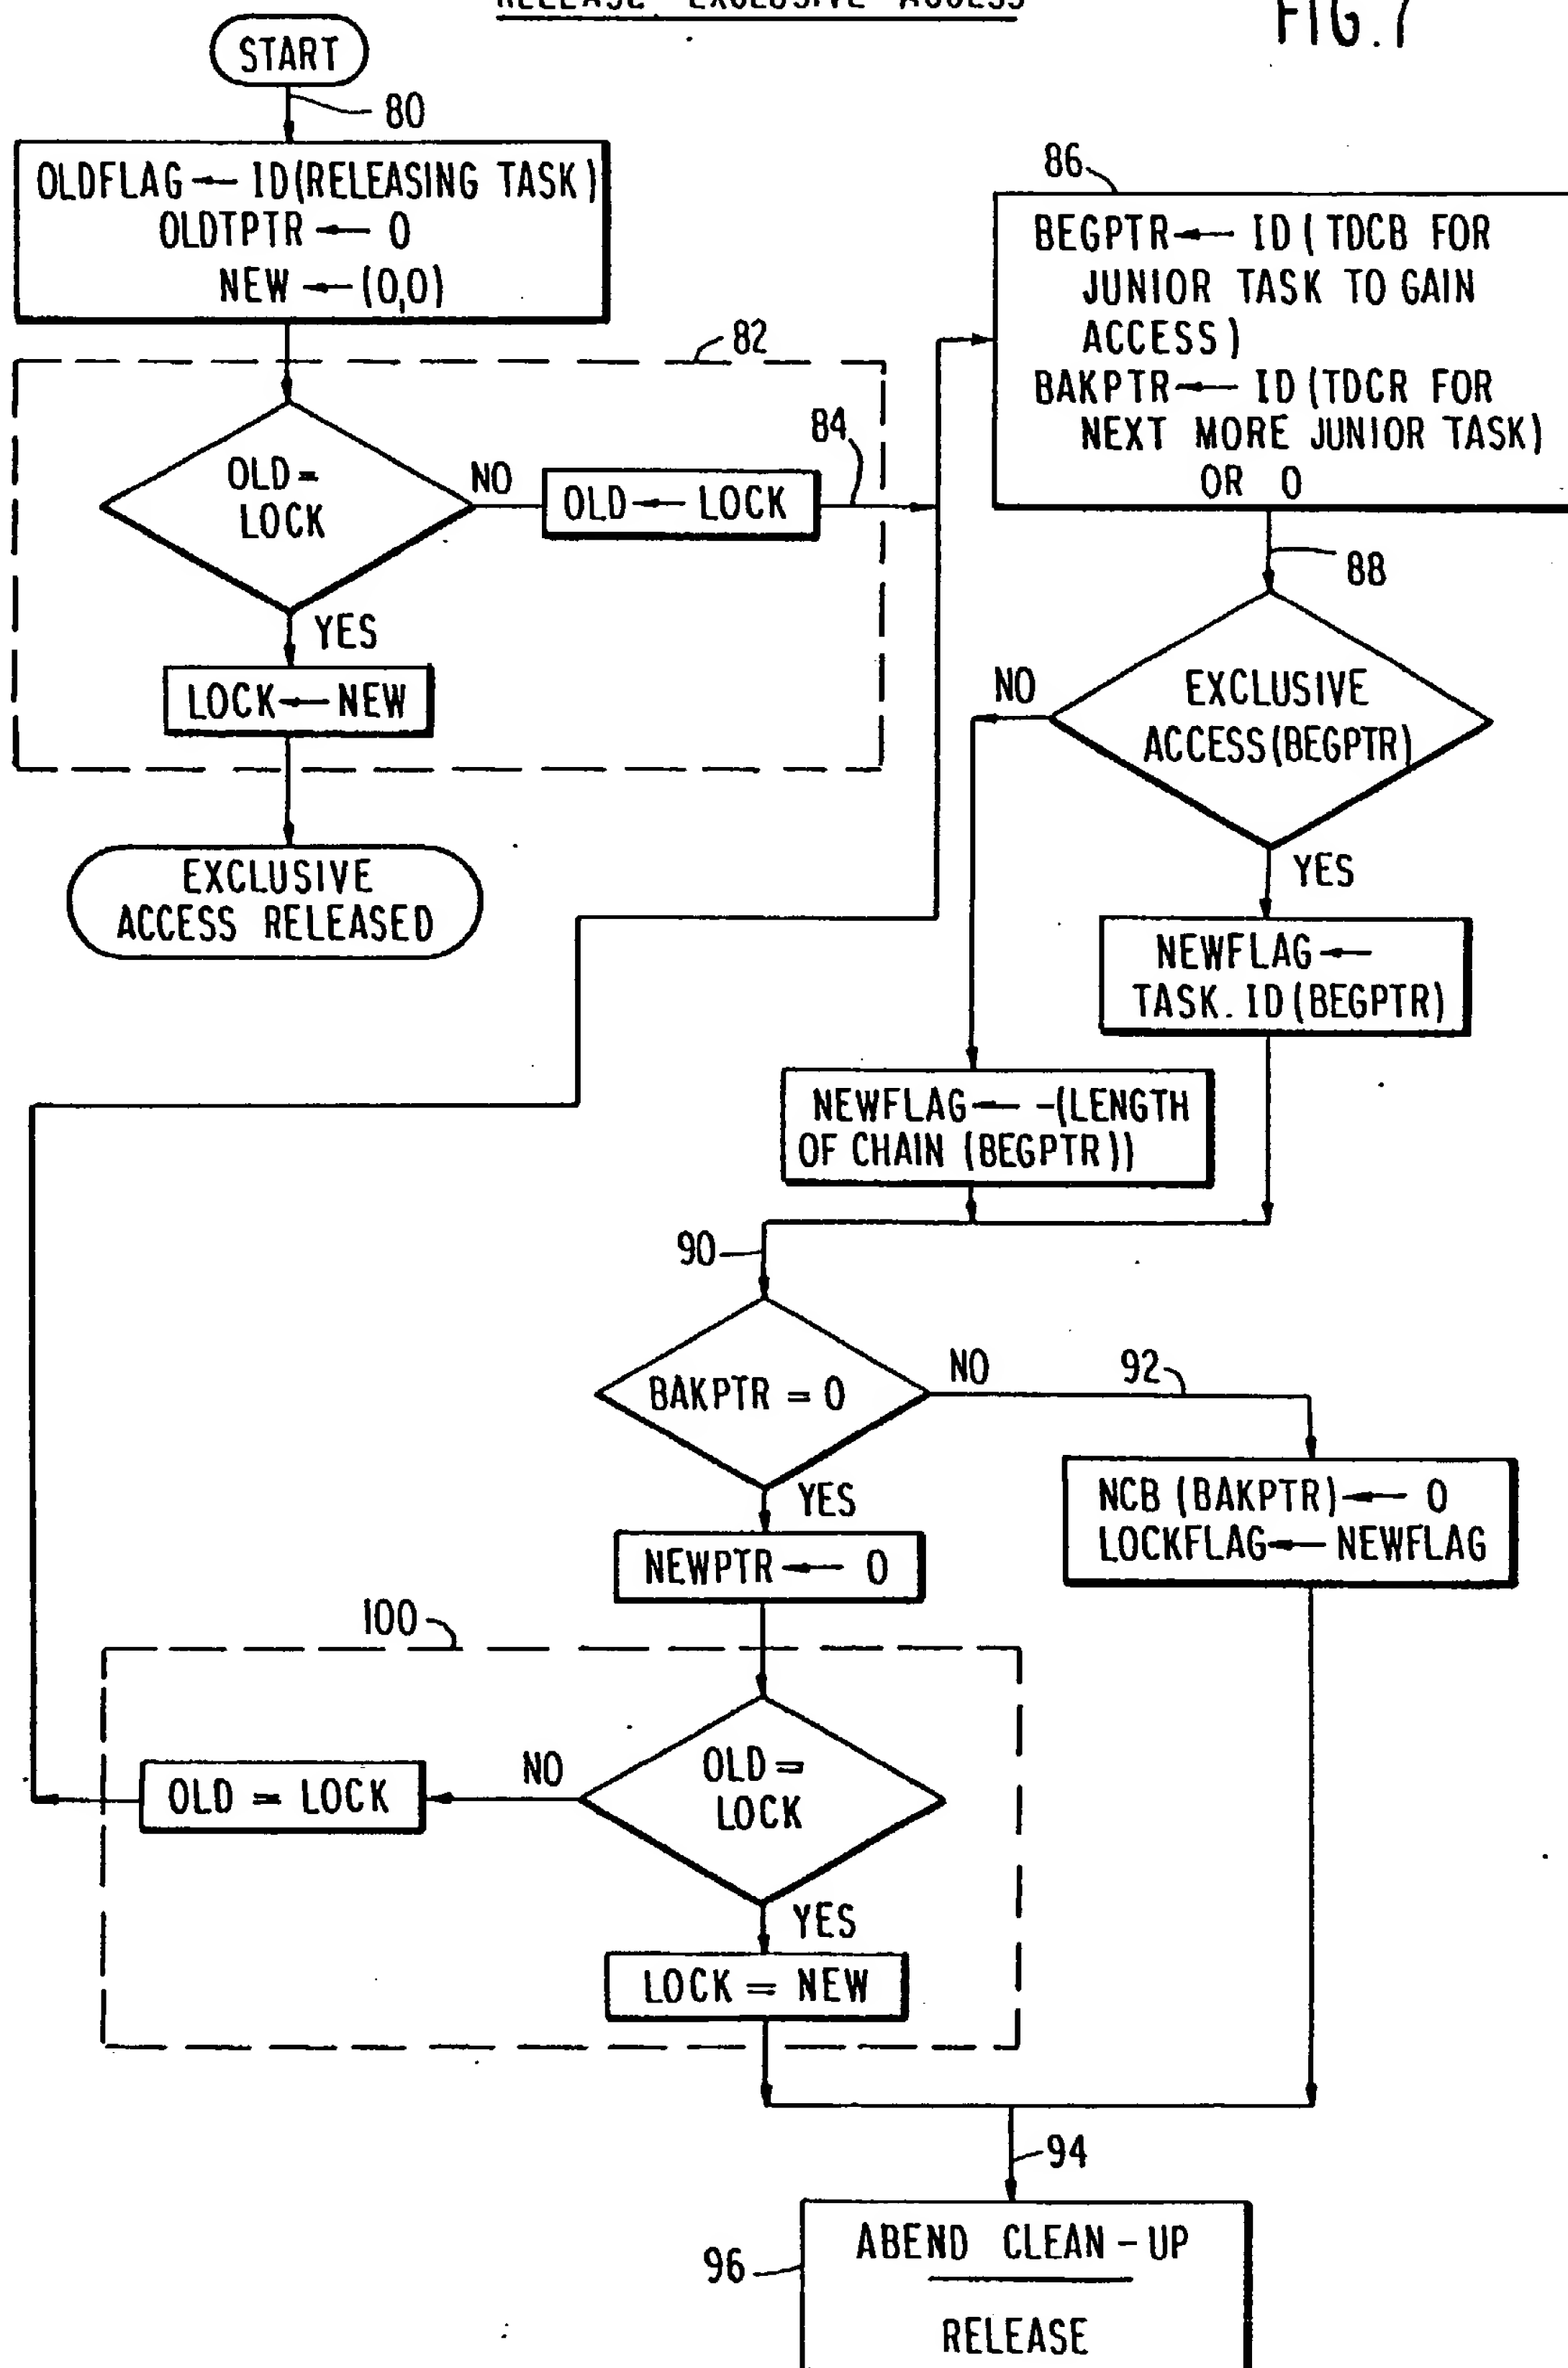 RELEASE EXCLUSIVE ACCESS
FIG. 7
START
80
OLDFLAG ← ID(RELEASING TASK)
OLDTPTR ← 0
NEW ← (0,0)
82
OLD =
LOCK
NO
OLD ← LOCK
84
YES
LOCK ← NEW
EXCLUSIVE
ACCESS RELEASED
86
BEGPTR ← ID ( TDCB FOR
JUNIOR TASK TO GAIN
ACCESS )
BAKPTR ← ID (TDCR FOR
NEXT MORE JUNIOR TASK)
OR 0
88
EXCLUSIVE
ACCESS (BEGPTR)
NO
YES
NEWFLAG ←
TASK. ID (BEGPTR)
NEWFLAG ← -(LENGTH
OF CHAIN (BEGPTR))
90
BAKPTR = 0
NO
92
YES
NCB (BAKPTR) ← 0
LOCKFLAG ← NEWFLAG
NEWPTR ← 0
100
OLD =
LOCK
NO
OLD = LOCK
YES
LOCK = NEW
94
96
ABEND CLEAN-UP
RELEASE